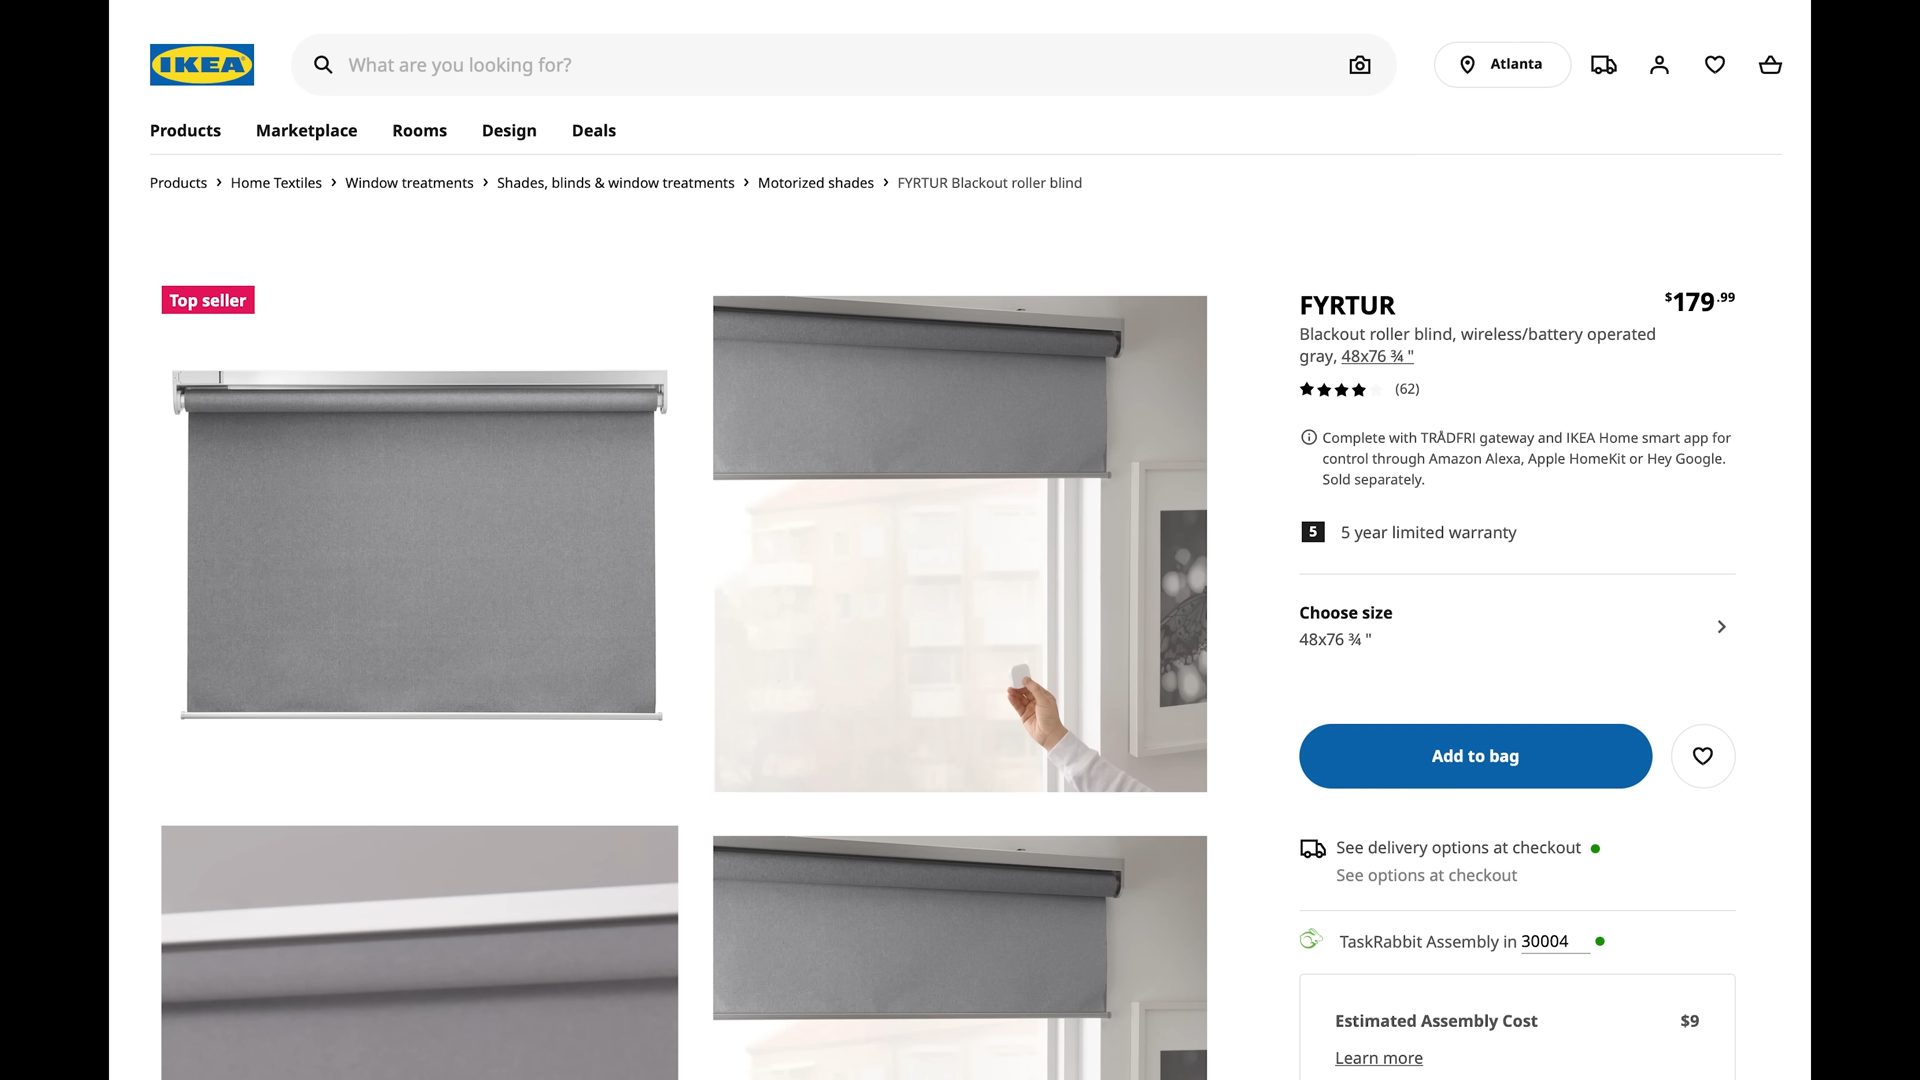 IKEA
What are you looking for?
Atlanta
Products Marketplace Rooms Design Deals
Products › Home Textiles › Window treatments › Shades, blinds & window treatments › Motorized shades › FYRTUR Blackout roller blind
Top seller
FYRTUR
$179.99
Blackout roller blind, wireless/battery operated
gray, 48x76 ¾ "
(62)
Complete with TRÅDFRI gateway and IKEA Home smart app for
control through Amazon Alexa, Apple HomeKit or Hey Google.
Sold separately.
5 5 year limited warranty
Choose size
48x76 ¾ "
Add to bag
See delivery options at checkout
See options at checkout
TaskRabbit Assembly in 30004
Estimated Assembly Cost $9
Learn more